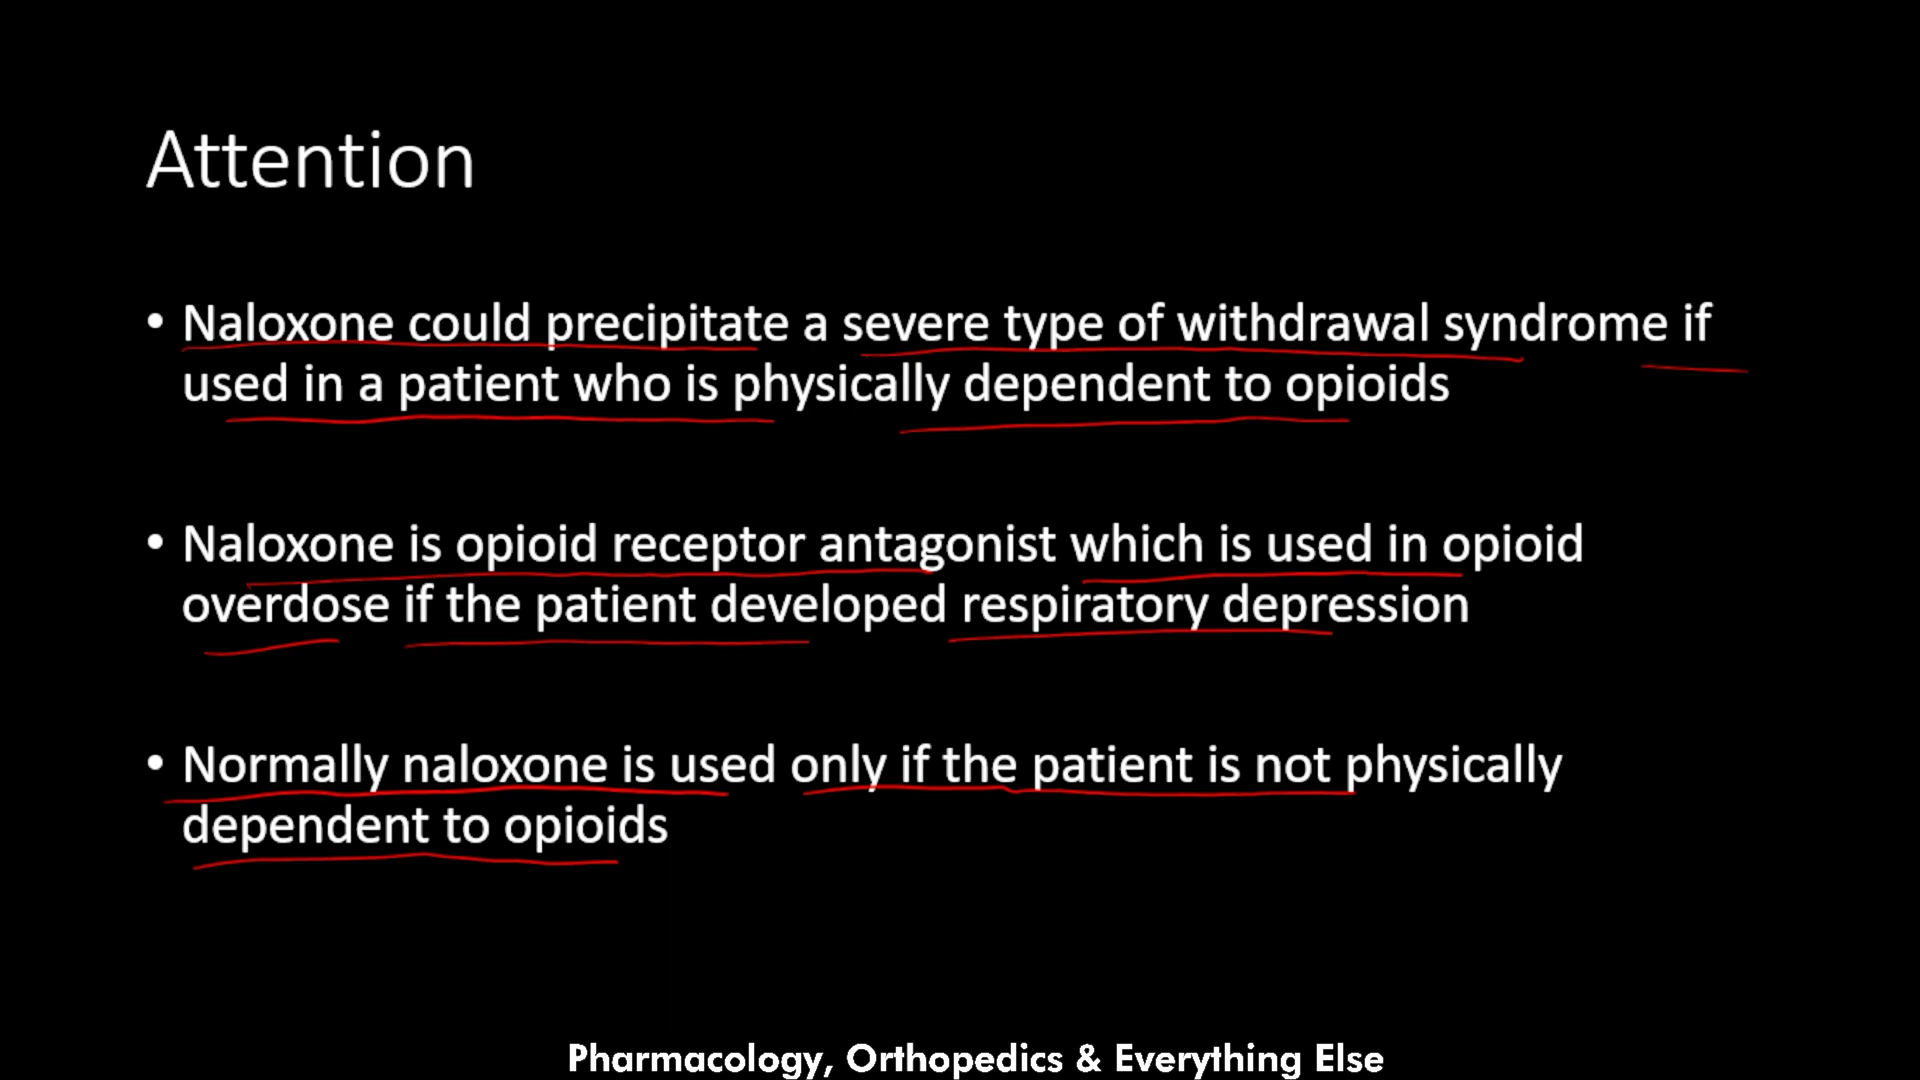 Attention
• Naloxone could precipitate a severe type of withdrawal syndrome if
used in a patient who is physically dependent to opioids
• Naloxone is opioid receptor antagonist which is used in opioid
overdose if the patient developed respiratory depression
• Normally naloxone is used only if the patient is not physically
dependent to opioids
Pharmacology, Orthopedics & Everything Else